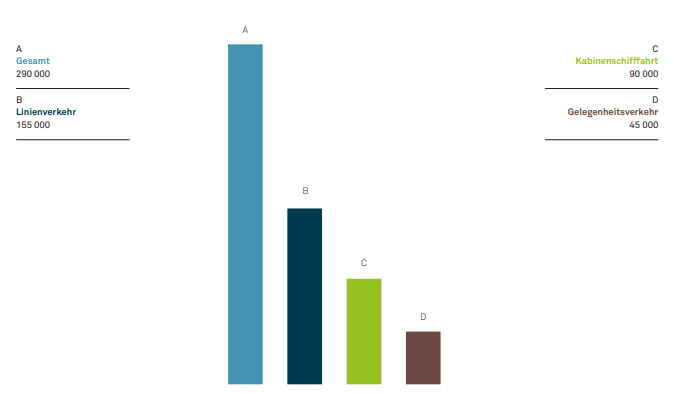 A
Gesamt
290 000
B
Linienverkehr
155 000
A
B
C
D
C
Kabinenschifffahrt
90 000
D
Gelegenheitsverkehr
45 000